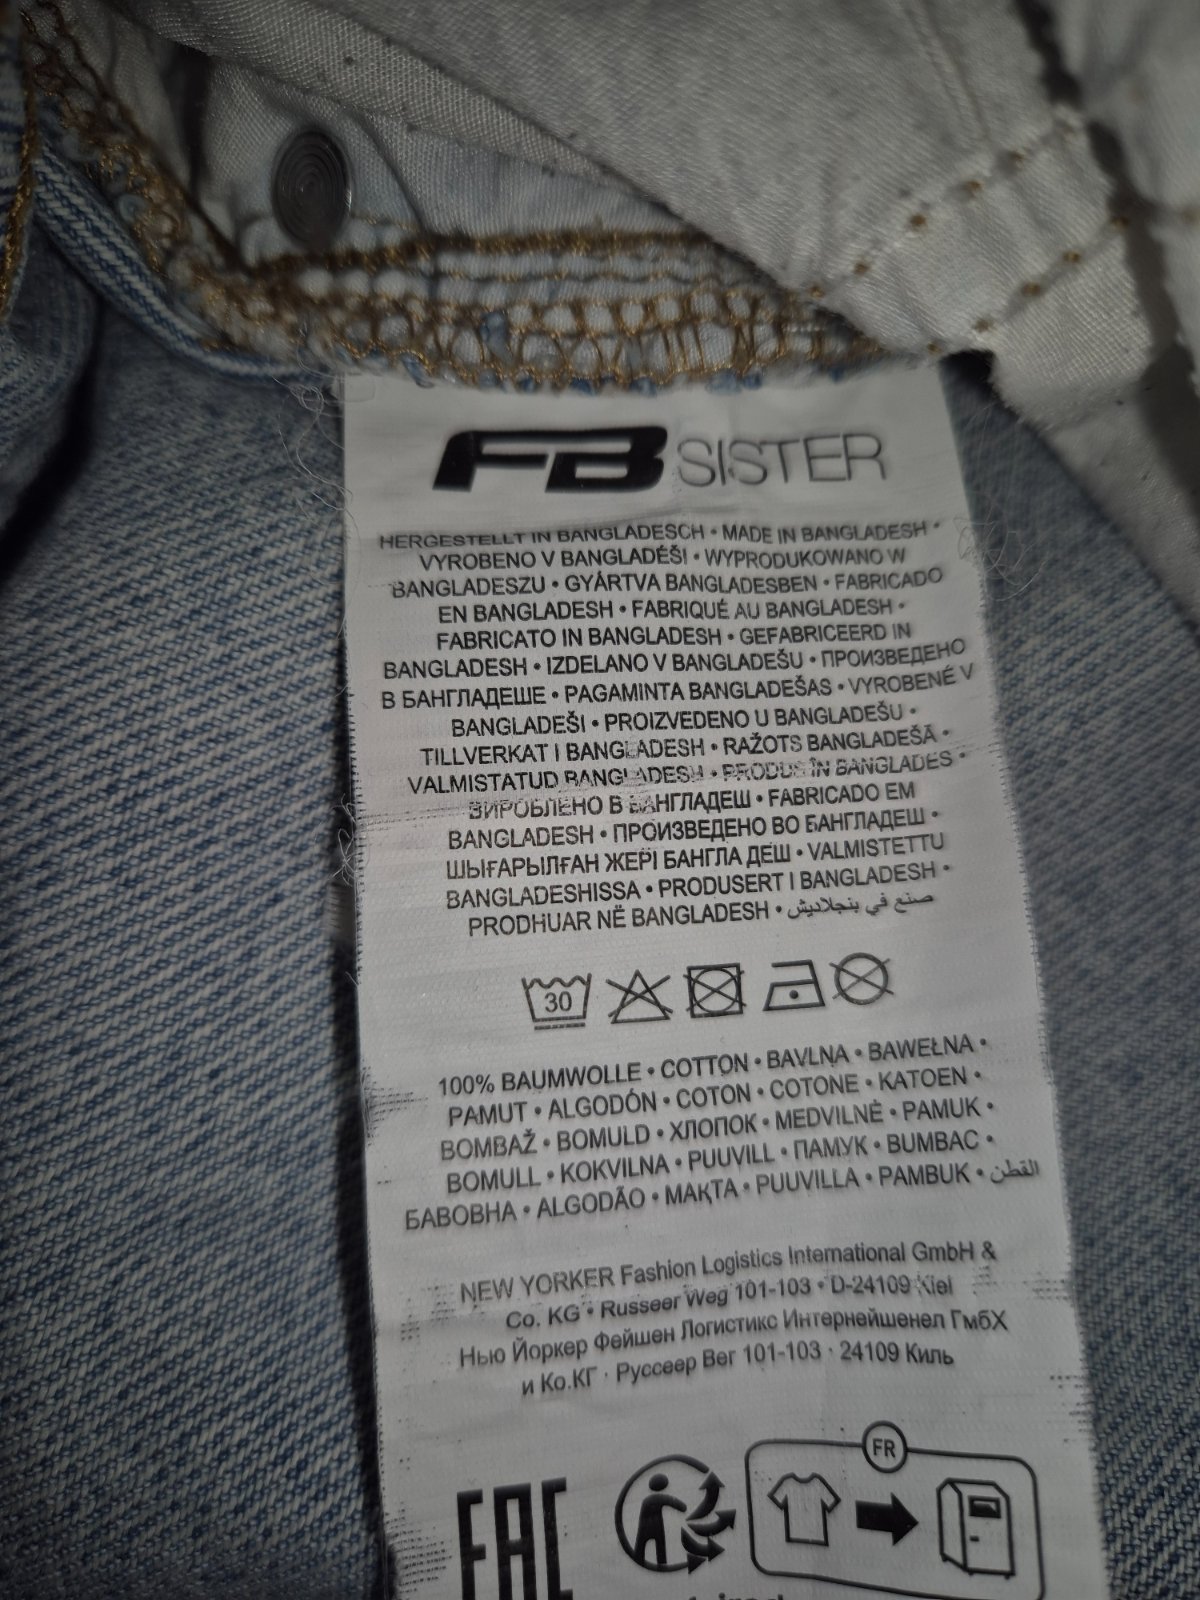 FB SISTER
HERGESTELLT IN BANGLADESCH • MADE IN BANGLADESH •
VYROBENO V BANGLADÉŠI • WYPRODUKOWANO W
BANGLADESZU • GYÁRTVA BANGLADESBEN • FABRICADO
EN BANGLADESH • FABRIQUÉ AU BANGLADESH •
FABRICATO IN BANGLADESH • GEFABRICEERD IN
BANGLADESH • IZDELANO V BANGLADEŠU • ПРОИЗВЕДЕНО
В БАНГЛАДЕШЕ • PAGAMINTA BANGLADEŠAS • VYROBENÉ V
BANGLADEŠI • PROIZVEDENO U BANGLADEŠU •
TILLVERKAT I BANGLADESH • RAŽOTS BANGLADEŠĀ •
VALMISTATUD BANGLADESH • PRODUS ÎN BANGLADES •
ВИРОБЛЕНО В БАНГЛАДЕШ • FABRICADO EM
BANGLADESH • ПРОИЗВЕДЕНО ВО БАНГЛАДЕШ •
ШЫҒАРЫЛҒАН ЖЕРІ БАНГЛА ДЕШ • VALMISTETTU
BANGLADESHISSA • PRODUSERT I BANGLADESH •
PRODHUAR NË BANGLADESH • صنع في بنجلاديش
30
100% BAUMWOLLE • COTTON • BAVLNA • BAWEŁNA •
PAMUT • ALGODÓN • COTON • COTONE • KATOEN •
BOMBAŽ • BOMULD • ХЛОПОК • MEDVILNĖ • PAMUK •
BOMULL • KOKVILNA • PUUVILL • ПАМУК • BUMBAC •
БАВОВНА • ALGODÃO • МАҚТА • PUUVILLA • PAMBUK • القطن
NEW YORKER Fashion Logistics International GmbH &
Co. KG • Russeer Weg 101-103 • D-24109 Kiel
Нью Йоркер Фейшен Логистикс Интернейшенел ГмбХ
и Ко.КГ · Руссеер Вег 101-103 · 24109 Киль
FR
EAC